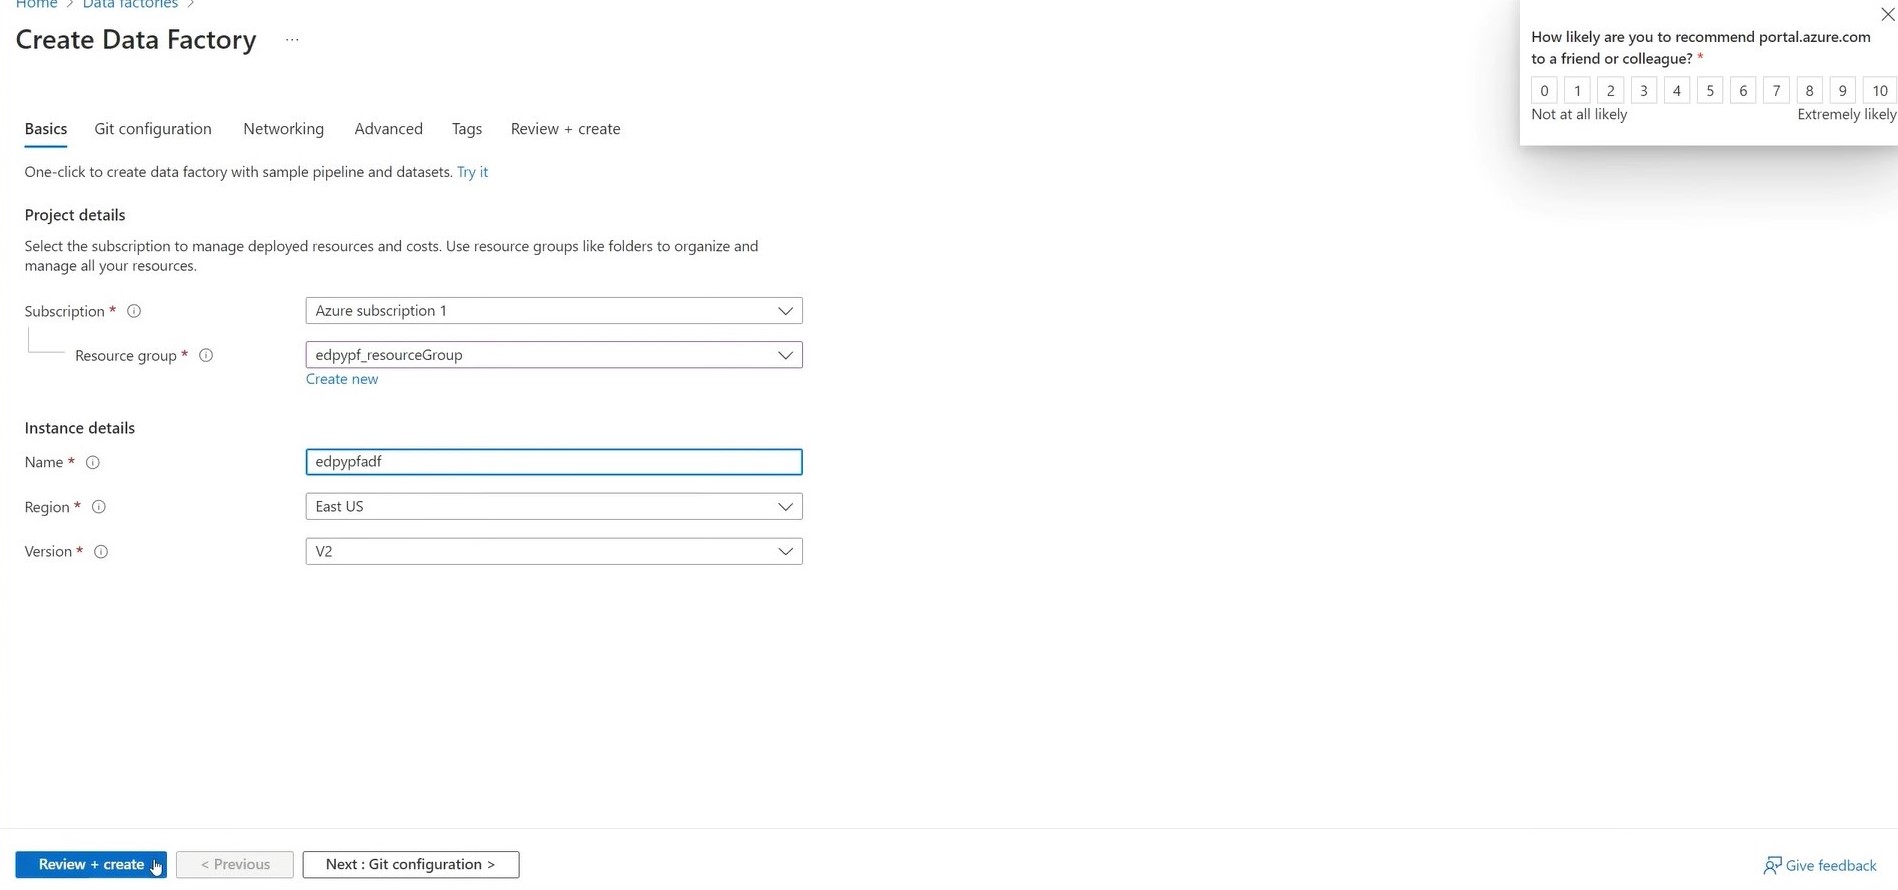 Home > Data factories >
Create Data Factory ...
How likely are you to recommend portal.azure.com
to a friend or colleague? *
0 1 2 3 4 5 6 7 8 9 10
Not at all likely Extremely likely
Basics Git configuration Networking Advanced Tags Review + create
One-click to create data factory with sample pipeline and datasets. Try it
Project details
Select the subscription to manage deployed resources and costs. Use resource groups like folders to organize and
manage all your resources.
Subscription * Azure subscription 1
Resource group * edpypf_resourceGroup
Create new
Instance details
Name * edpypfadf
Region * East US
Version * V2
Review + create < Previous Next : Git configuration > Give feedback